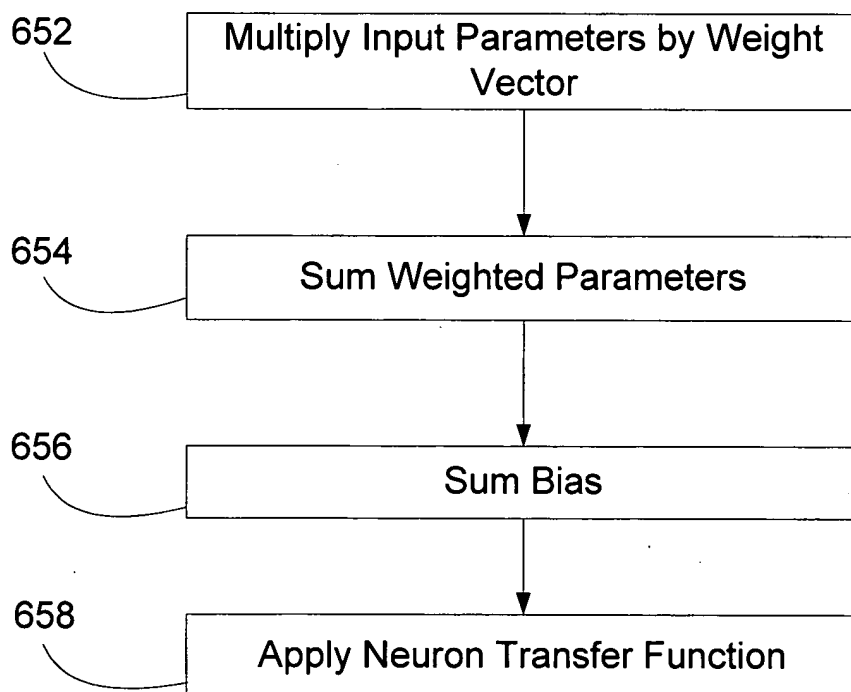 652
Multiply Input Parameters by Weight
Vector
654
Sum Weighted Parameters
656
Sum Bias
658
Apply Neuron Transfer Function